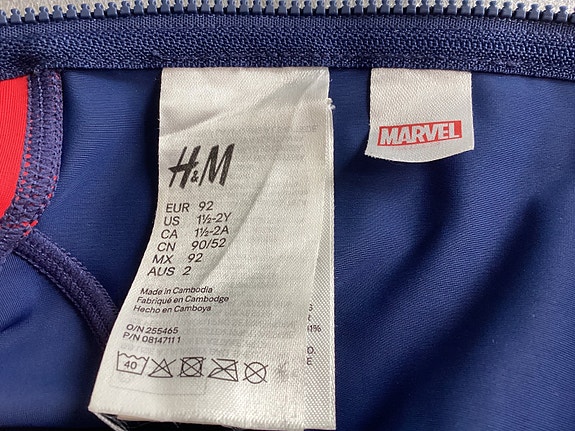 H&M
EUR 92
US 1½-2Y
CA 1½-2A
CN 90/52
MX 92
AUS 2
Made in Cambodia
Fabriqué en Cambodge
Hecho en Camboya
O/N 255465
P/N 0814711 1
40
MARVEL